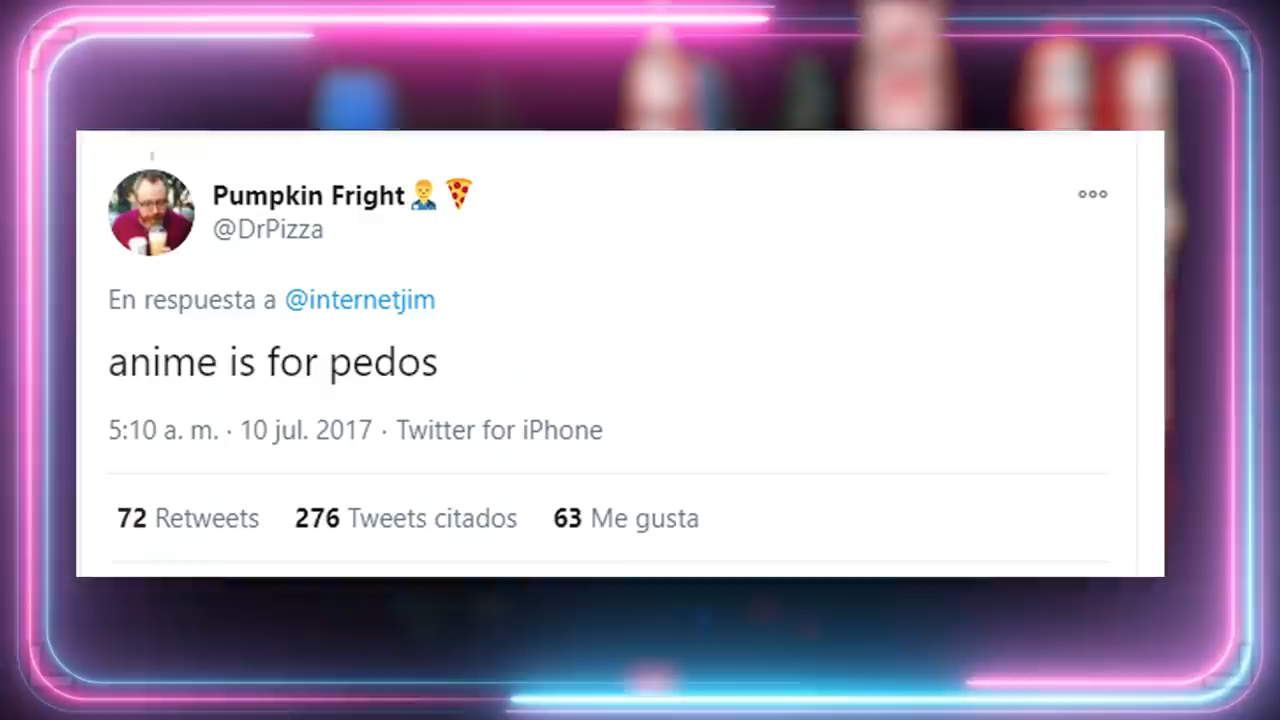 Pumpkin Fright👨‍⚕️🍕
@DrPizza
En respuesta a @internetjim
anime is for pedos
5:10 a. m. · 10 jul. 2017 · Twitter for iPhone
72 Retweets 276 Tweets citados 63 Me gusta